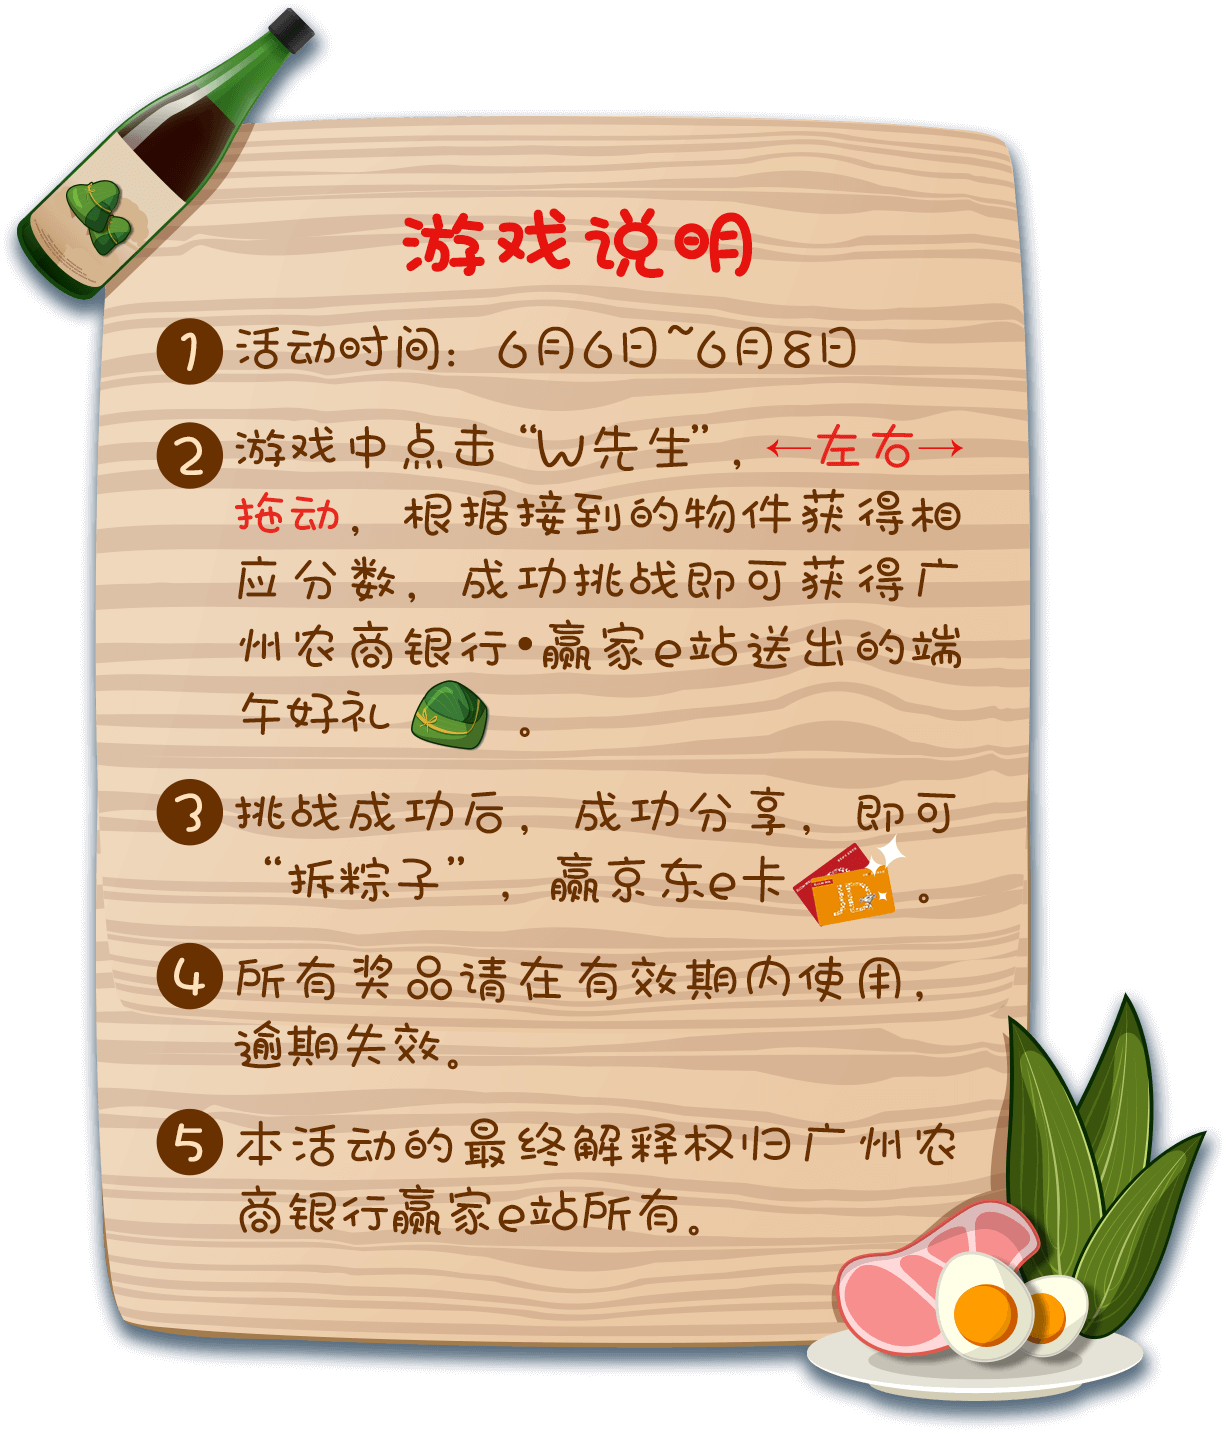 游戏说明
1 活动时间：6月6日~6月8日
2 游戏中点击“W先生”，←左右→
拖动，根据接到的物件获得相
应分数，成功挑战即可获得广
州农商银行•赢家e站送出的端
午好礼 。
3 挑战成功后，成功分享，即可
“拆粽子”，赢京东e卡 JD 。
4 所有奖品请在有效期内使用，
逾期失效。
5 本活动的最终解释权归广州农
商银行赢家e站所有。